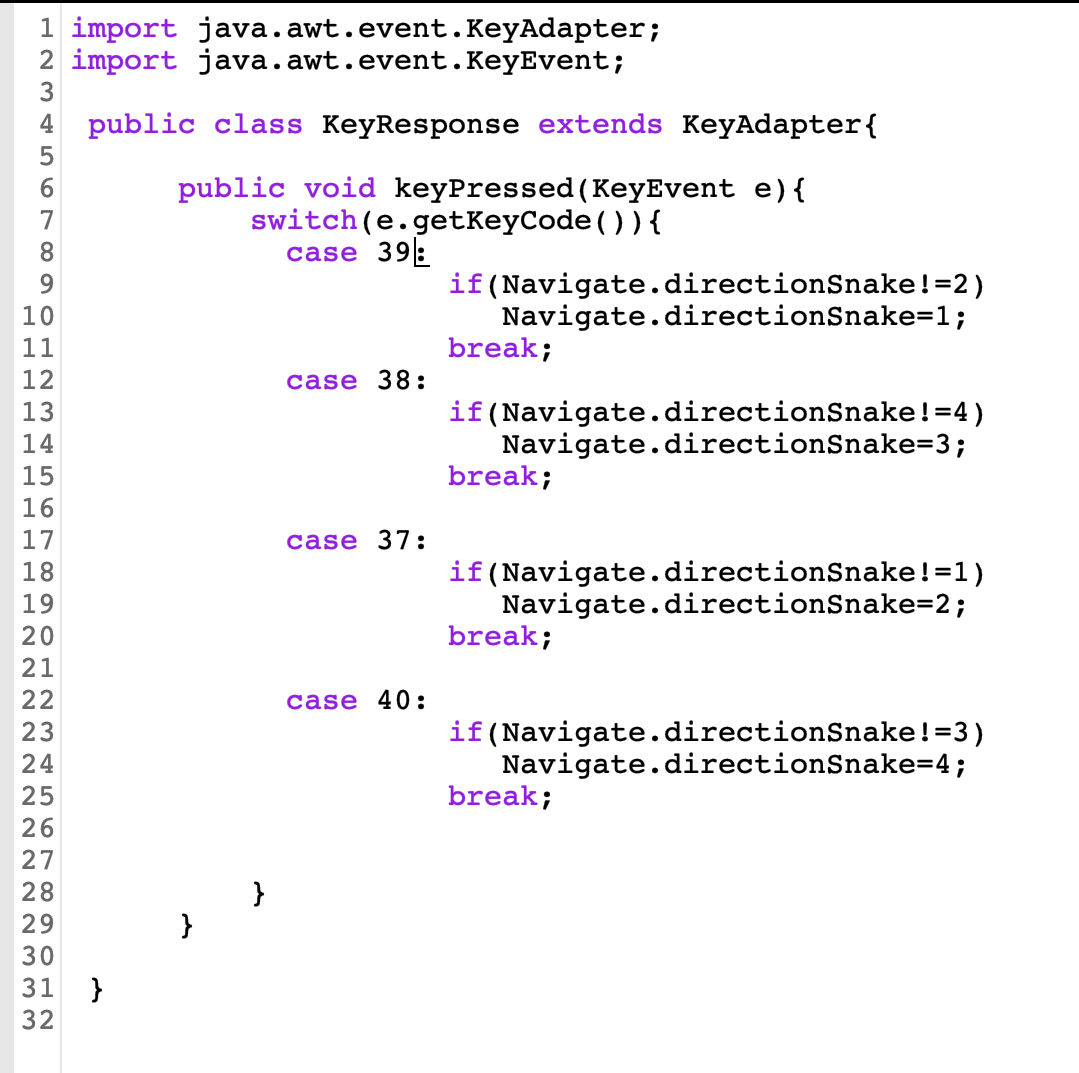 1 import java.awt.event.KeyAdapter;
2 import java.awt.event.KeyEvent;
3
4 public class KeyResponse extends KeyAdapter{
5
6 public void keyPressed(KeyEvent e){
7 switch(e.getKeyCode()){
8 case 39:
9 if(Navigate.directionSnake!=2)
10 Navigate.directionSnake=1;
11 break;
12 case 38:
13 if(Navigate.directionSnake!=4)
14 Navigate.directionSnake=3;
15 break;
16
17 case 37:
18 if(Navigate.directionSnake!=1)
19 Navigate.directionSnake=2;
20 break;
21
22 case 40:
23 if(Navigate.directionSnake!=3)
24 Navigate.directionSnake=4;
25 break;
26
27
28 }
29 }
30
31 }
32